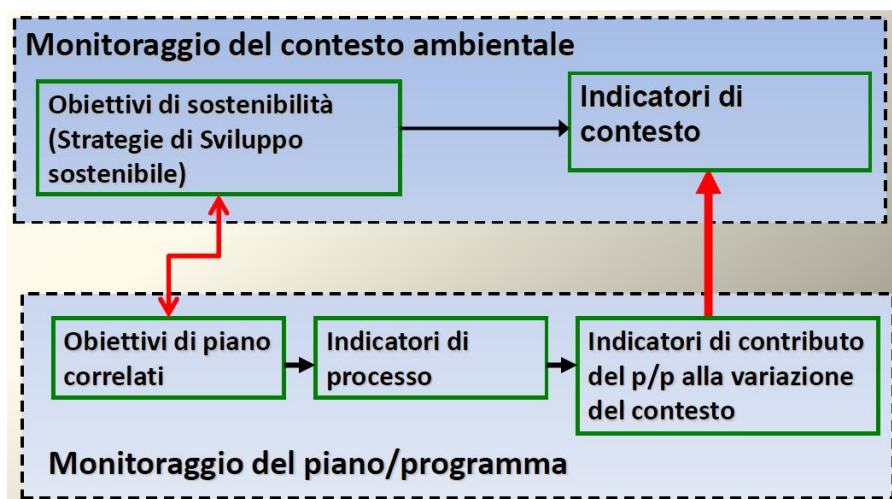 Monitoraggio del contesto ambientale
Obiettivi di sostenibilità
(Strategie di Sviluppo
sostenibile)
Indicatori di
contesto
Obiettivi di piano
correlati
Indicatori di
processo
Indicatori di contributo
del p/p alla variazione
del contesto
Monitoraggio del piano/programma